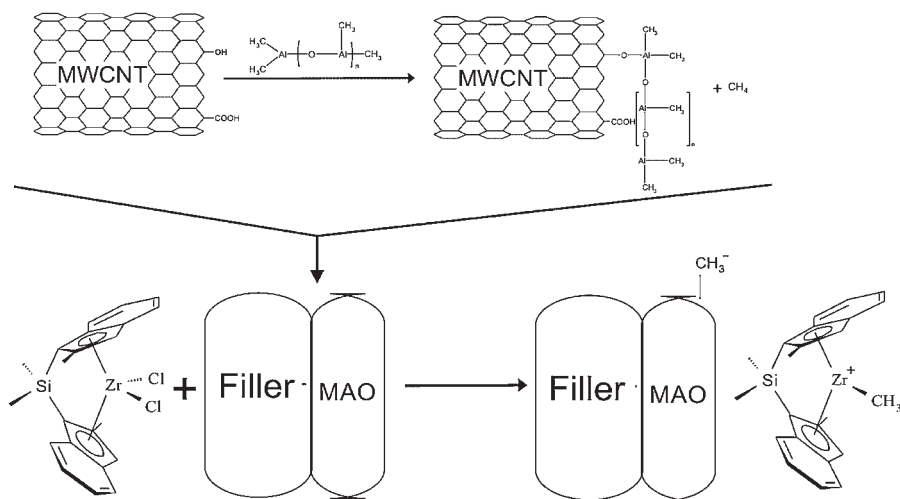 H₃C
H₃C
Al
O
CH₃
Al
CH₃
n
OH
COOH
MWCNT
CH₃
O
Al
CH₃
O
MWCNT
Al
CH₃
O
COOH
Al
CH₃
CH₃
n
+ CH₄
CH₃⁻
Si
Zr
Cl
Cl
+
Filler
MAO
Filler
MAO
Si
Zr⁺
CH₃